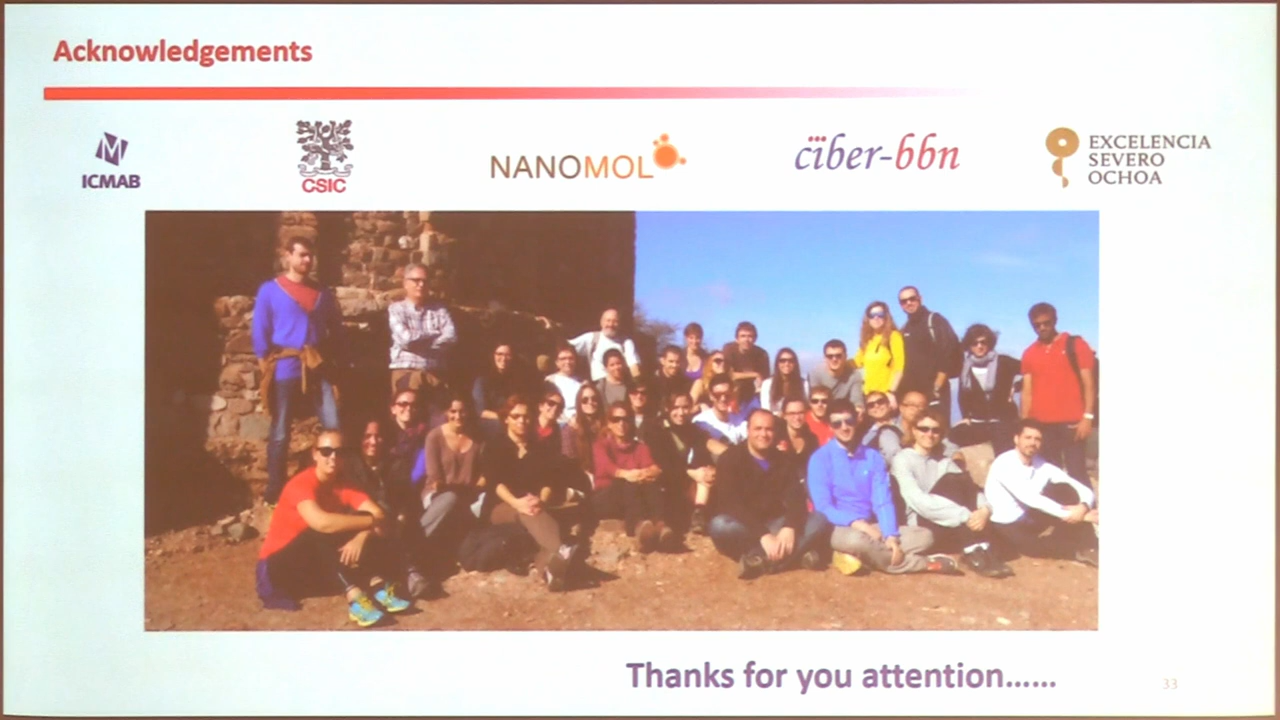 Acknowledgements
ICMAB
CSIC
NANOMOL
ciber-bbn
EXCELENCIA
SEVERO
OCHOA
Thanks for you attention......
33